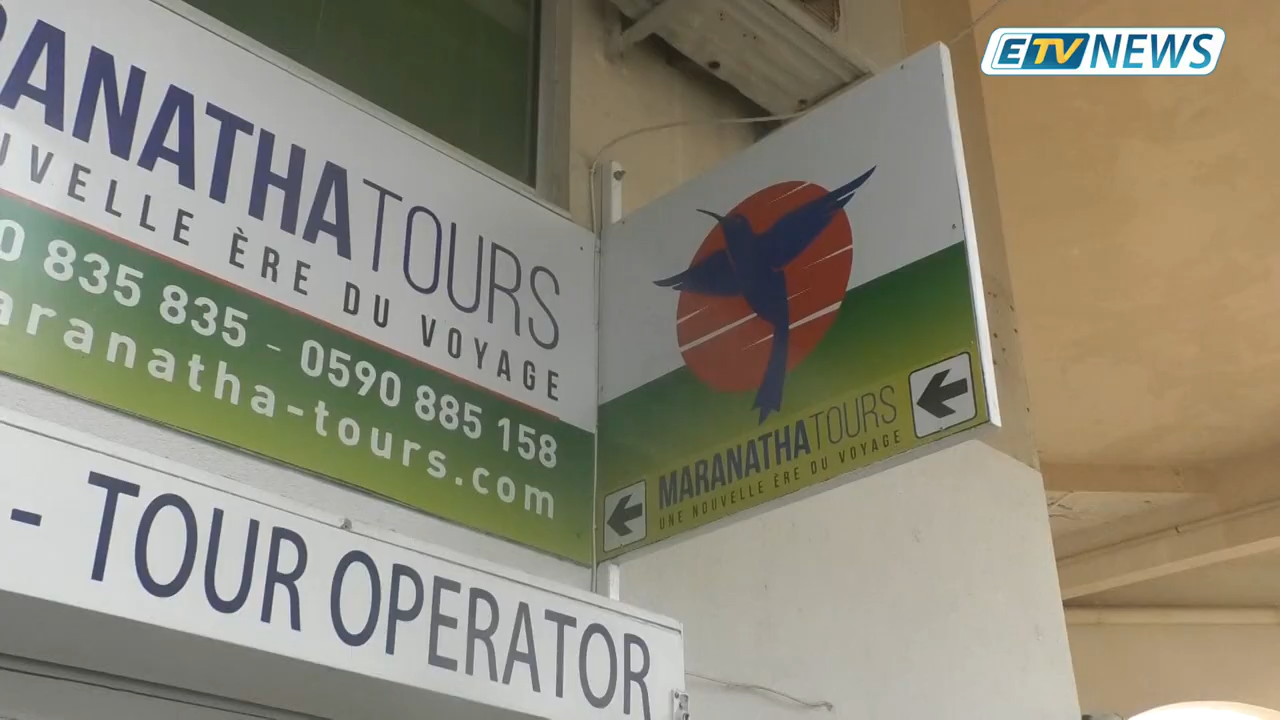 ETV NEWS
RANATHATOURS
UVELLE ÈRE DU VOYAGE
0 835 835 - 0590 885 158
aranatha-tours.com
- TOUR OPERATOR
MARANATHATOURS
UNE NOUVELLE ÈRE DU VOYAGE